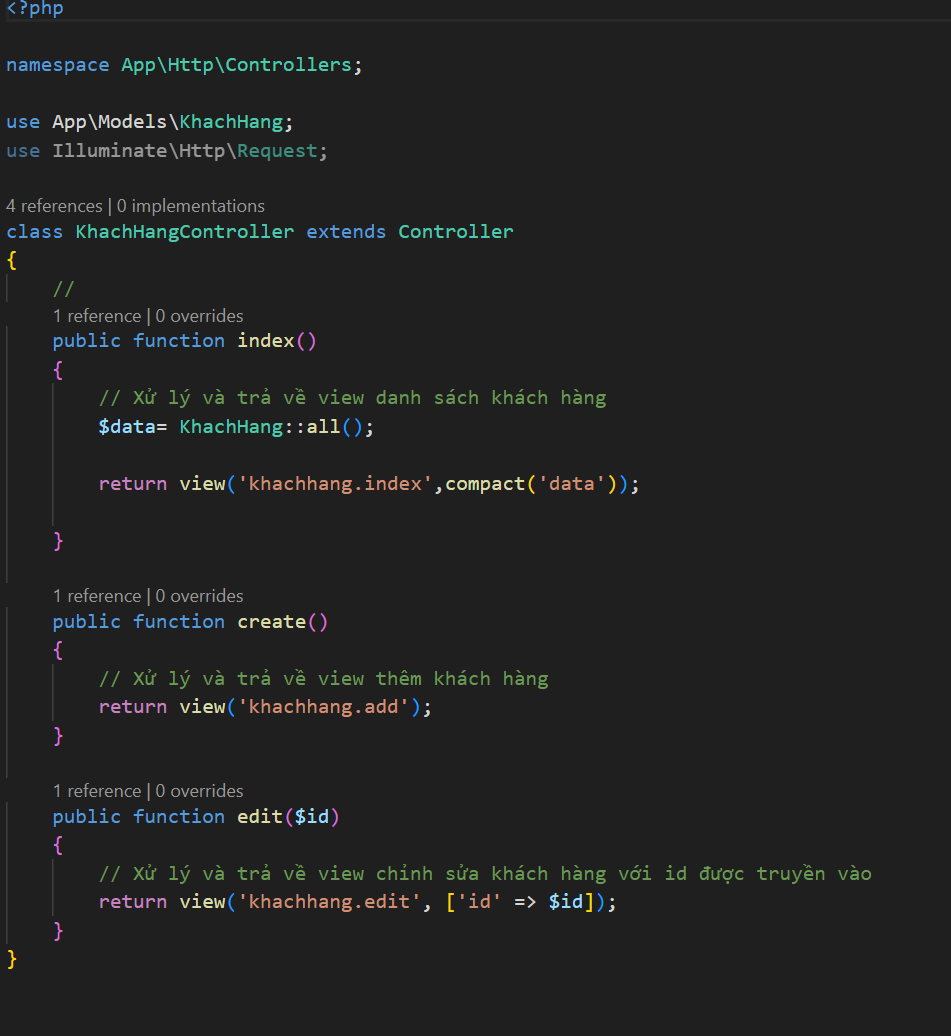 <?php
namespace App\Http\Controllers;
use App\Models\KhachHang;
use Illuminate\Http\Request;
4 references | 0 implementations
class KhachHangController extends Controller
{
//
1 reference | 0 overrides
public function index()
{
// Xử lý và trả về view danh sách khách hàng
$data= KhachHang::all();
return view('khachhang.index',compact('data'));
}
1 reference | 0 overrides
public function create()
{
// Xử lý và trả về view thêm khách hàng
return view('khachhang.add');
}
1 reference | 0 overrides
public function edit($id)
{
// Xử lý và trả về view chỉnh sửa khách hàng với id được truyền vào
return view('khachhang.edit', ['id' => $id]);
}
}